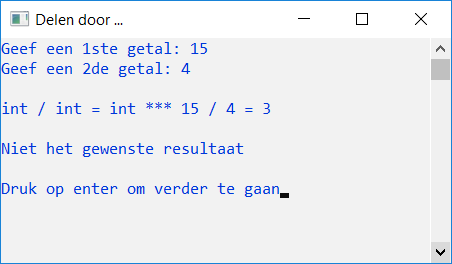 Delen door ...
Geef een 1ste getal: 15
Geef een 2de getal: 4
int / int = int *** 15 / 4 = 3
Niet het gewenste resultaat
Druk op enter om verder te gaan